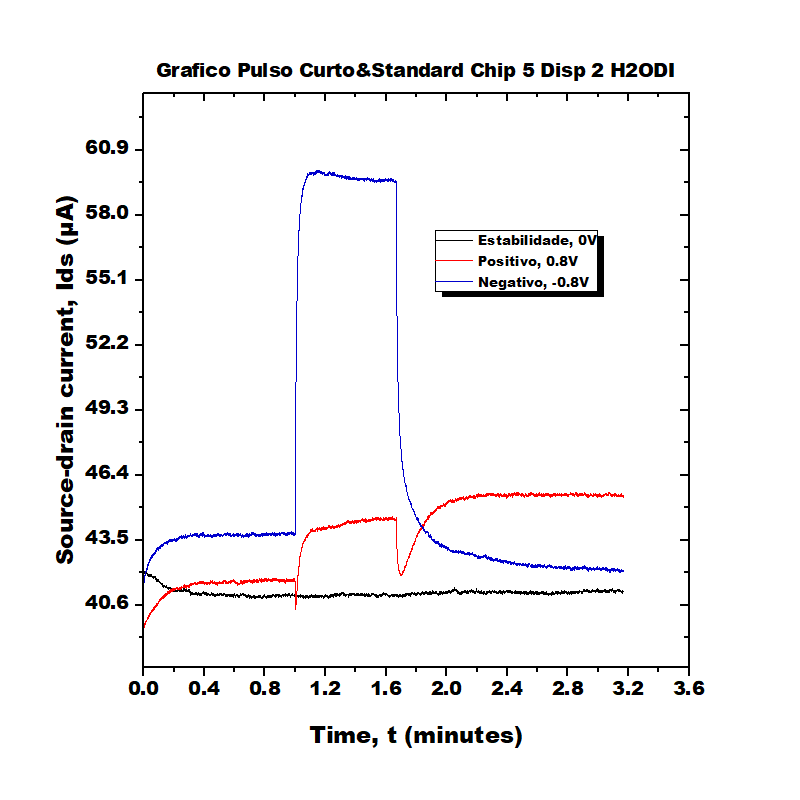 Grafico Pulso Curto&Standard Chip 5 Disp 2 H2ODI
Source-drain current, Ids (µA)
60.9
58.0
55.1
52.2
49.3
46.4
43.5
40.6
Estabilidade, 0V
Positivo, 0.8V
Negativo, -0.8V
0.0 0.4 0.8 1.2 1.6 2.0 2.4 2.8 3.2 3.6
Time, t (minutes)